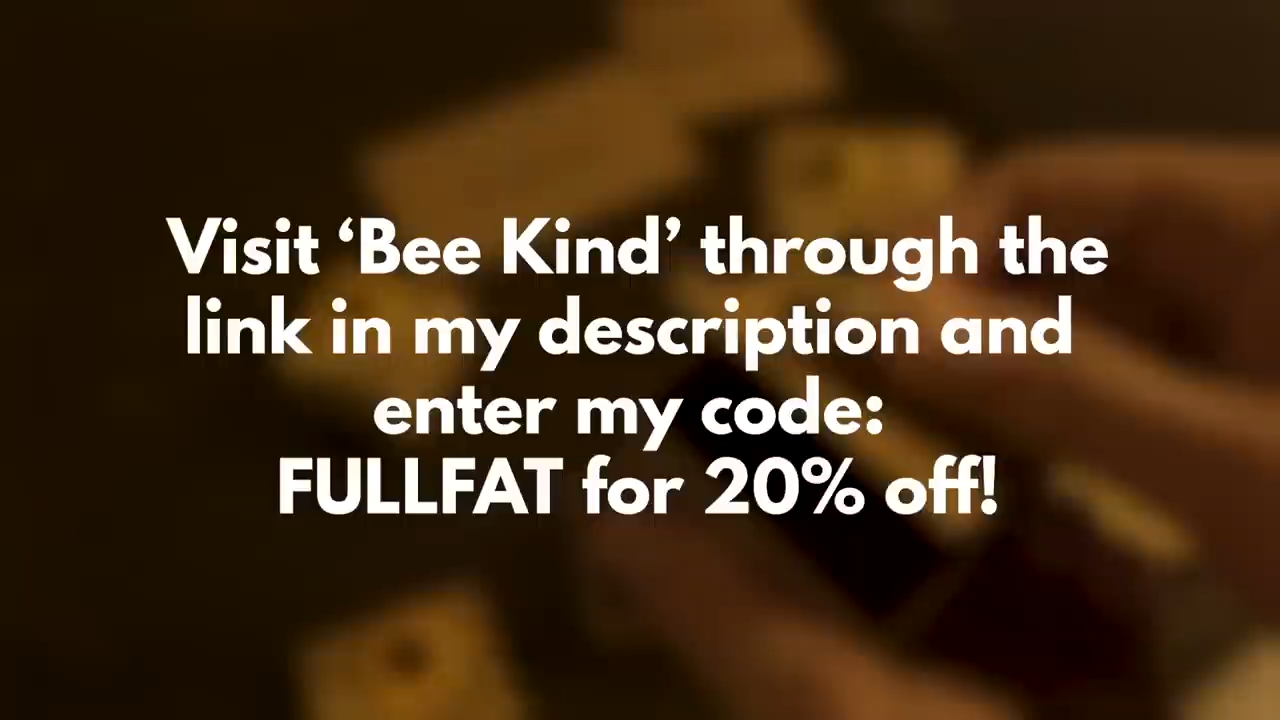 Visit ‘Bee Kind’ through the
link in my description and
enter my code:
FULLFAT for 20% off!